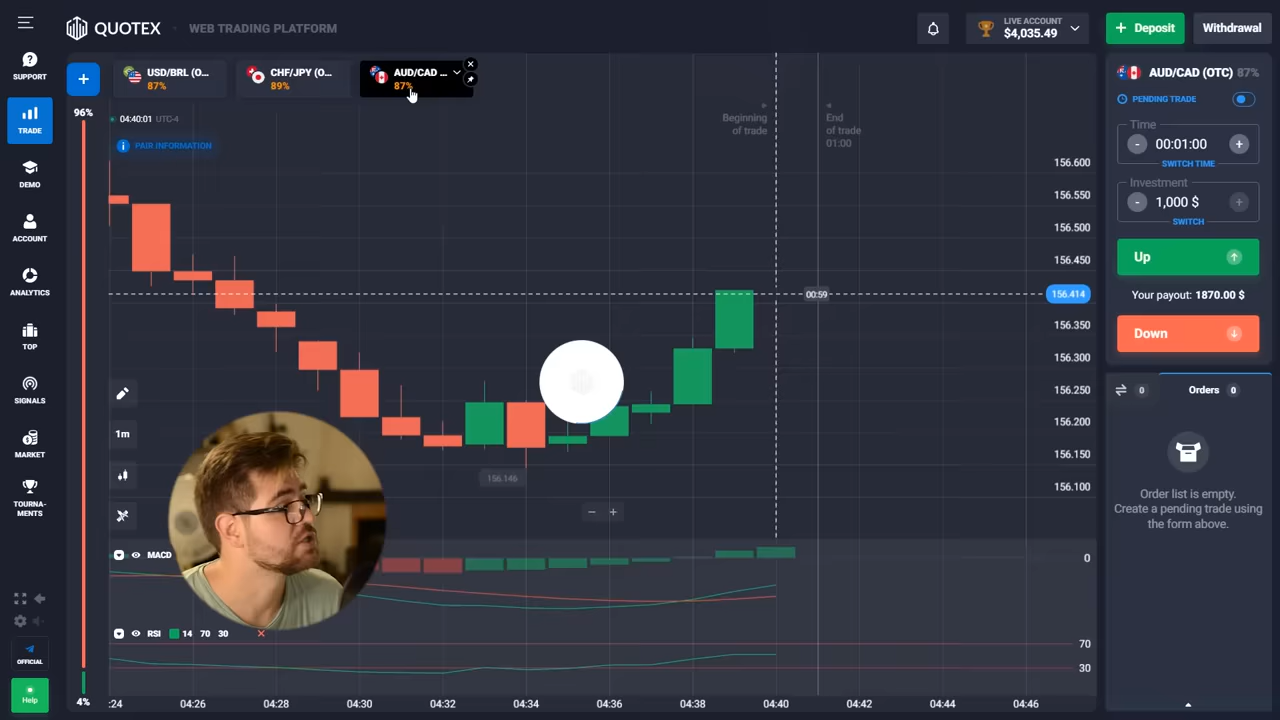 QUOTEX
WEB TRADING PLATFORM
LIVE ACCOUNT
$4,035.49
Deposit
Withdrawal
SUPPORT
TRADE
DEMO
ACCOUNT
ANALYTICS
TOP
SIGNALS
MARKET
TOURNA-
MENTS
OFFICIAL
Help
+
USD/BRL (O...
87%
CHF/JPY (O...
89%
AUD/CAD ...
87%
96%
4%
04:40:01 UTC-4
PAIR INFORMATION
Beginning
of trade
End
of trade
01:00
156.600
156.550
156.500
156.450
156.414
156.350
156.300
156.250
156.200
156.150
156.100
00:59
156.146
1m
MACD
0
RSI 14 70 30
70
30
:24 04:26 04:28 04:30 04:32 04:34 04:36 04:38 04:40 04:42 04:44 04:46
AUD/CAD (OTC) 87%
PENDING TRADE
Time
- 00:01:00 +
SWITCH TIME
Investment
- 1,000 $ +
SWITCH
Up
Your payout: 1870.00 $
Down
0
Orders 0
Order list is empty.
Create a pending trade using
the form above.